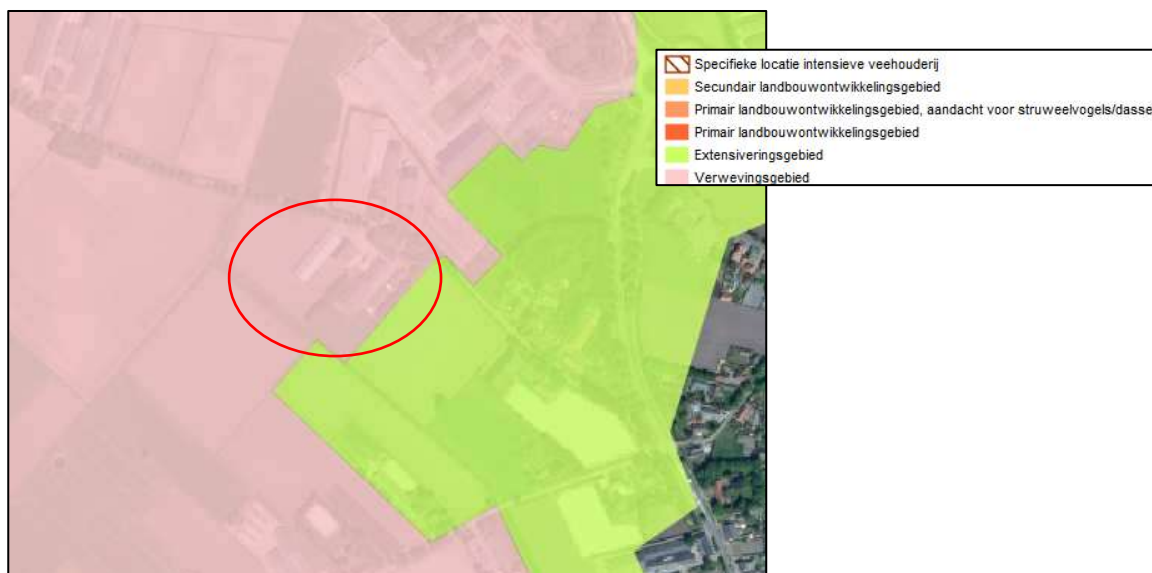 Specifieke locatie intensieve veehouderij
Secundair landbouwontwikkelingsgebied
Primair landbouwontwikkelingsgebied, aandacht voor struweelvogels/dasse
Primair landbouwontwikkelingsgebied
Extensiveringsgebied
Verwevingsgebied